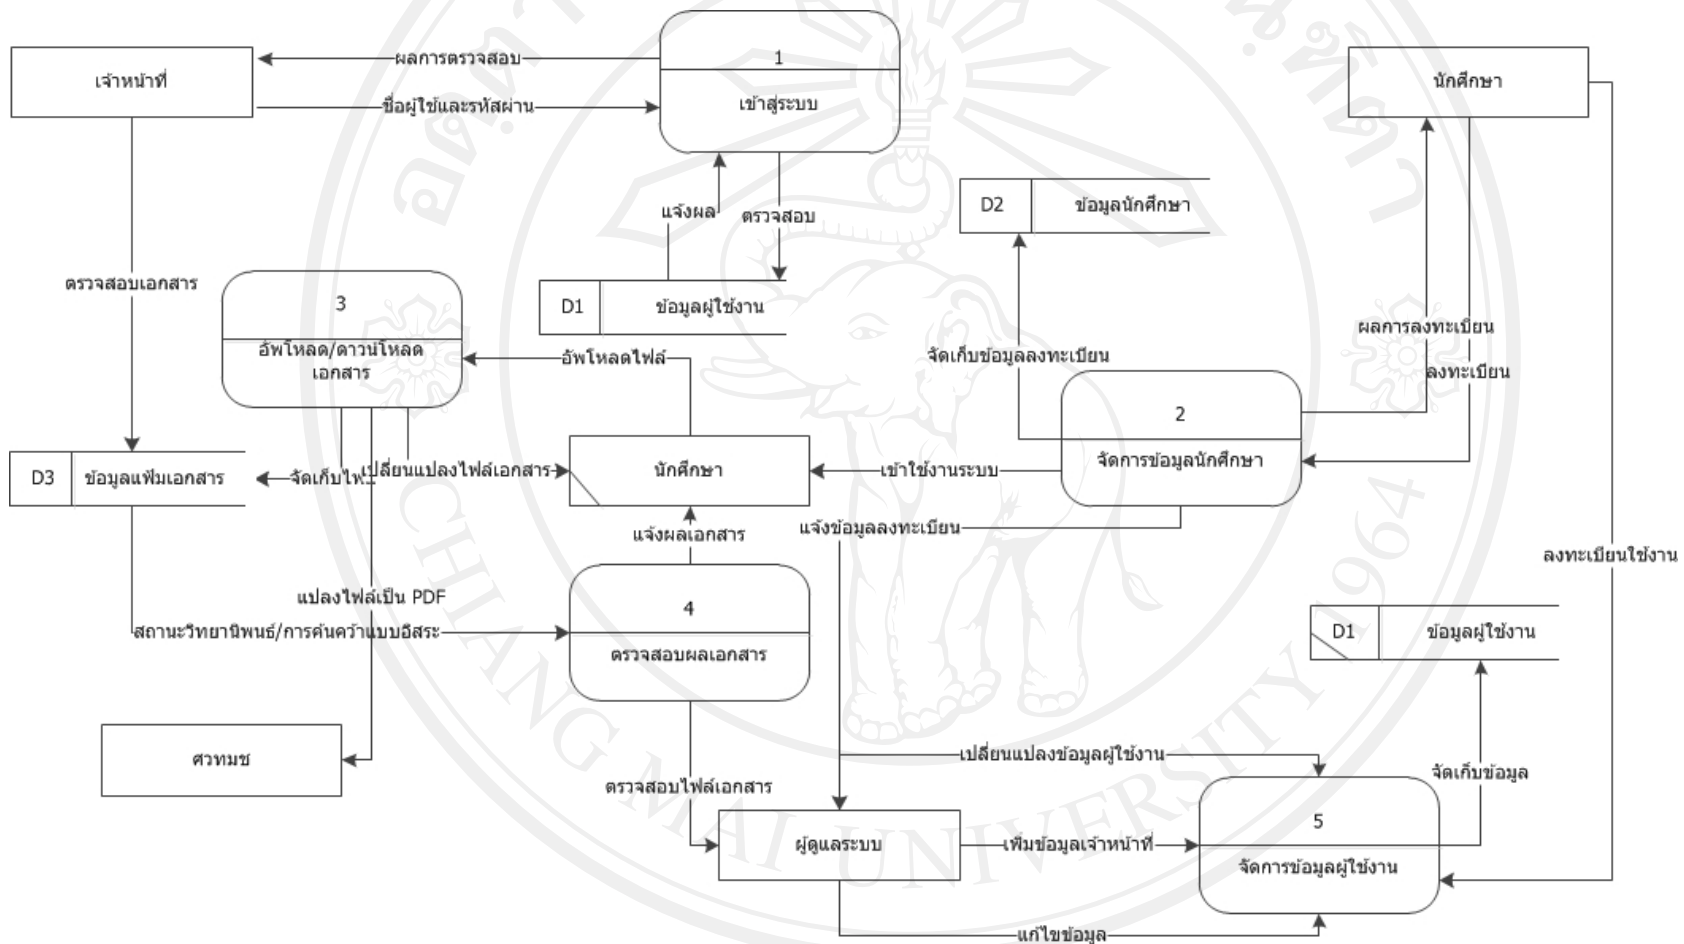 ผลการตรวจสอบ
1
เจ้าหน้าที่
นักศึกษา
ชื่อผู้ใช้และรหัสผ่าน
เข้าสู่ระบบ
แจ้งผล
ตรวจสอบ
D2
ข้อมูลนักศึกษา
ตรวจสอบเอกสาร
3
D1
ข้อมูลผู้ใช้งาน
อัพโหลด/ดาวน์โหลด
เอกสาร
อัพโหลดไฟล์
จัดเก็บข้อมูลลงทะเบียน
ผลการลงทะเบียน
ลงทะเบียน
2
D3
ข้อมูลแฟ้มเอกสาร
จัดเก็บไฟ
เปลี่ยนแปลงไฟล์เอกสาร
นักศึกษา
เข้าใช้งานระบบ
จัดการข้อมูลนักศึกษา
แจ้งผลเอกสาร
แจ้งข้อมูลลงทะเบียน
ลงทะเบียนใช้งาน
แปลงไฟล์เป็น PDF
4
สถานะวิทยานิพนธ์/การค้นคว้าแบบอิสระ
ตรวจสอบผลเอกสาร
D1
ข้อมูลผู้ใช้งาน
ศวทมช
เปลี่ยนแปลงข้อมูลผู้ใช้งาน
จัดเก็บข้อมูล
ตรวจสอบไฟล์เอกสาร
5
ผู้ดูแลระบบ
เพิ่มข้อมูลเจ้าหน้าที่
จัดการข้อมูลผู้ใช้งาน
แก้ไขข้อมูล
CHIANG MAI UNIVERSITY 1964